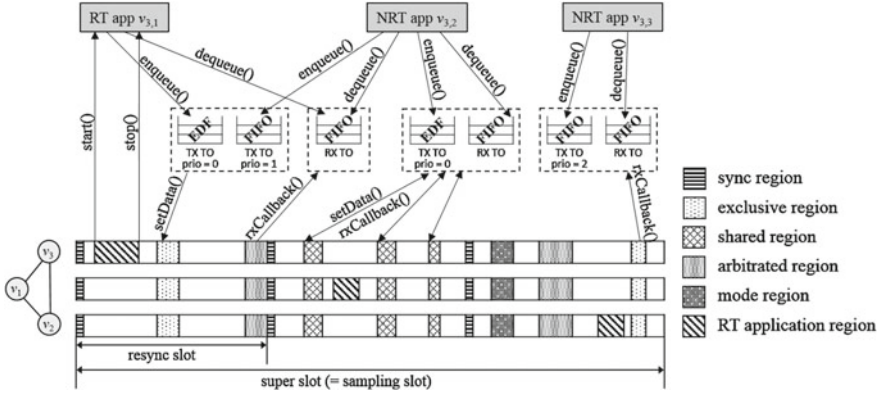 RT app v3,1
NRT app v3,2
NRT app v3,3
start()
stop()
enqueue()
dequeue()
enqueue()
dequeue()
enqueue()
dequeue()
enqueue()
dequeue()
EDF
TX TO
prio = 0
FIFO
TX TO
prio = 1
FIFO
RX TO
EDF
TX TO
prio = 0
FIFO
RX TO
FIFO
TX TO
prio = 2
FIFO
RX TO
setData()
rxCallback()
setData()
rxCallback()
rxCallback()
sync region
exclusive region
shared region
arbitrated region
mode region
RT application region
v3
v1
v2
resync slot
super slot (= sampling slot)